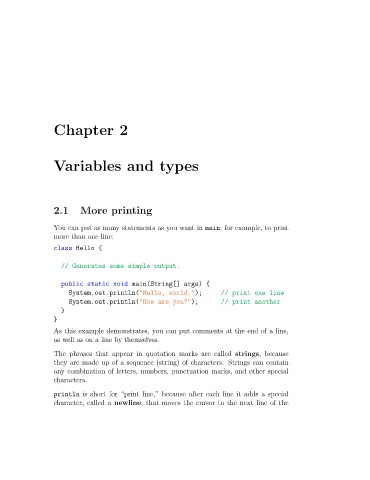 Chapter 2
Variables and types
2.1 More printing
You can put as many statements as you want in main; for example, to print
more than one line:
class Hello {
// Generates some simple output.
public static void main(String[] args) {
System.out.println("Hello, world."); // print one line
System.out.println("How are you?"); // print another
}
}
As this example demonstrates, you can put comments at the end of a line,
as well as on a line by themselves.
The phrases that appear in quotation marks are called strings, because
they are made up of a sequence (string) of characters. Strings can contain
any combination of letters, numbers, punctuation marks, and other special
characters.
println is short for “print line,” because after each line it adds a special
character, called a newline, that moves the cursor to the next line of the